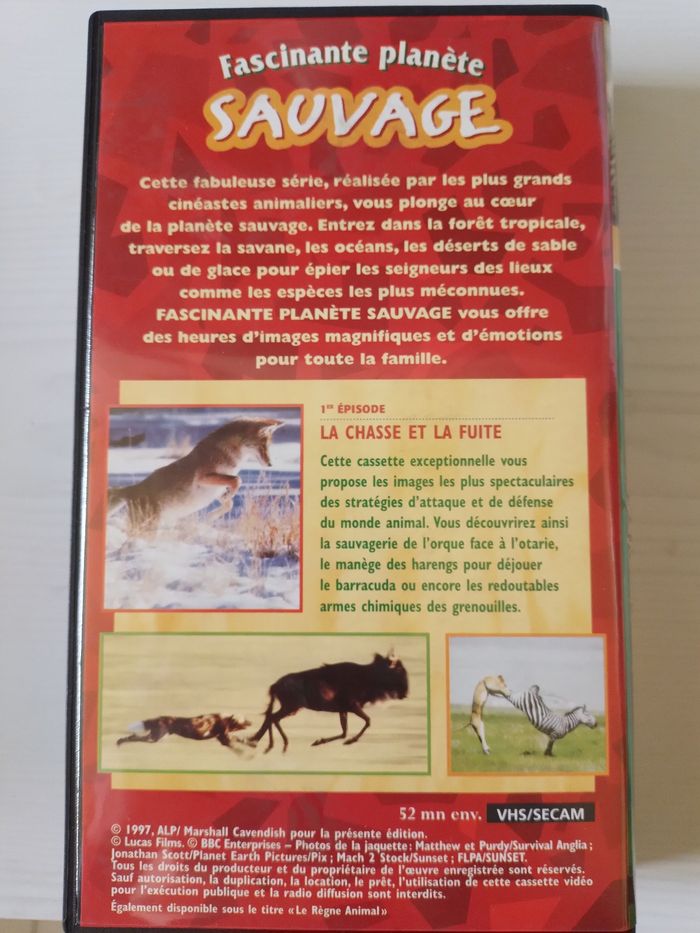 Fascinante planète
SAUVAGE
Cette fabuleuse série, réalisée par les plus grands
cinéastes animaliers, vous plonge au cœur
de la planète sauvage. Entrez dans la forêt tropicale,
traversez la savane, les océans, les déserts de sable
ou de glace pour épier les seigneurs des lieux
comme les espèces les plus méconnues.
FASCINANTE PLANÈTE SAUVAGE vous offre
des heures d'images magnifiques et d'émotions
pour toute la famille.
1ER ÉPISODE
LA CHASSE ET LA FUITE
Cette cassette exceptionnelle vous
propose les images les plus spectaculaires
des stratégies d'attaque et de défense
du monde animal. Vous découvrirez ainsi
la sauvagerie de l'orque face à l'otarie,
le manège des harengs pour déjouer
le barracuda ou encore les redoutables
armes chimiques des grenouilles.
52 mn env. VHS/SECAM
© 1997, ALP/ Marshall Cavendish pour la présente édition.
© Lucas Films. © BBC Enterprises – Photos de la jaquette : Matthew et Purdy/Survival Anglia ;
Jonathan Scott/Planet Earth Pictures/Pix ; Mach 2 Stock/Sunset ; FLPA/SUNSET.
Tous les droits du producteur et du propriétaire de l'œuvre enregistrée sont réservés.
Sauf autorisation, la duplication, la location, le prêt, l'utilisation de cette cassette vidéo
pour l'exécution publique et la radio diffusion sont interdits.
Également disponible sous le titre «Le Règne Animal»